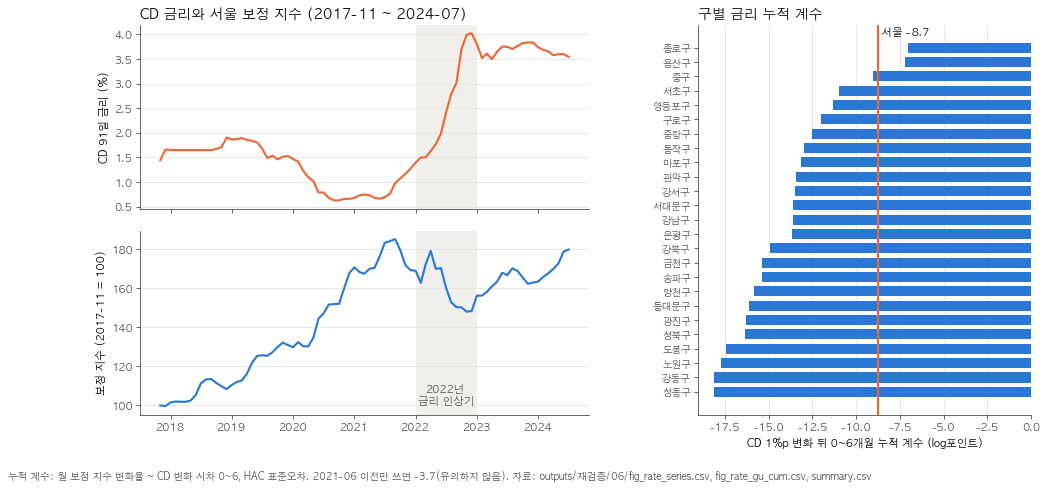 CD 금리와 서울 보정 지수 (2017-11 ~ 2024-07)
CD 91일 금리 (%)
4.0
3.5
3.0
2.5
2.0
1.5
1.0
0.5
보정 지수 (2017-11 = 100)
180
160
140
120
100
2022년
금리 인상기
2018
2019
2020
2021
2022
2023
2024
구별 금리 누적 계수
서울 -8.7
종로구
용산구
중구
서초구
영등포구
구로구
중랑구
동작구
마포구
관악구
강서구
서대문구
강남구
은평구
강북구
금천구
송파구
양천구
동대문구
광진구
성북구
도봉구
노원구
강동구
성동구
-17.5
-15.0
-12.5
-10.0
-7.5
-5.0
-2.5
0.0
CD 1%p 변화 뒤 0~6개월 누적 계수 (log포인트)
누적 계수: 월 보정 지수 변화율 ~ CD 변화 시차 0~6, HAC 표준오차. 2021-06 이전만 쓰면 -3.7(유의하지 않음). 자료: outputs/재검증/06/fig_rate_series.csv, fig_rate_gu_cum.csv, summary.csv